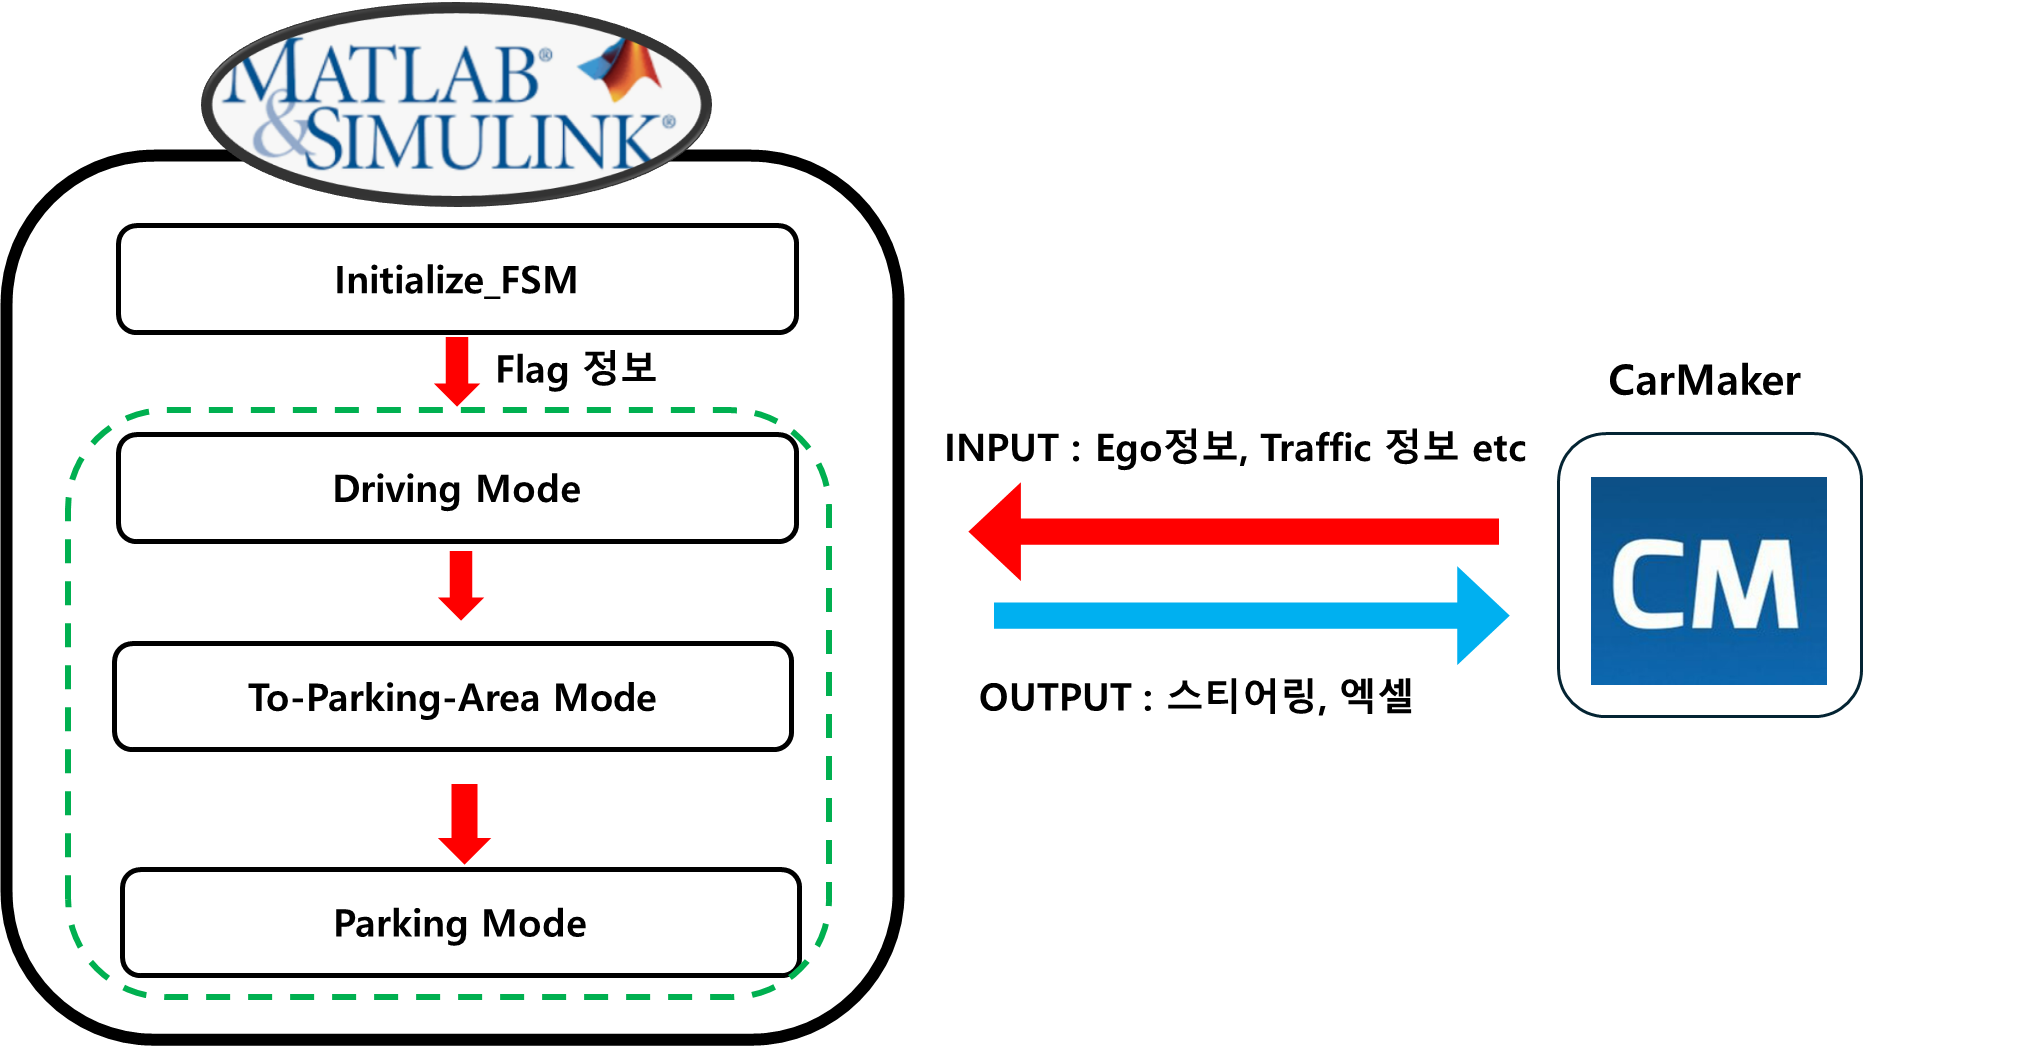 MATLAB®
&SIMULINK®
Initialize_FSM
Flag 정보
Driving Mode
To-Parking-Area Mode
Parking Mode
INPUT : Ego정보, Traffic 정보 etc
OUTPUT : 스티어링, 엑셀
CarMaker
CM